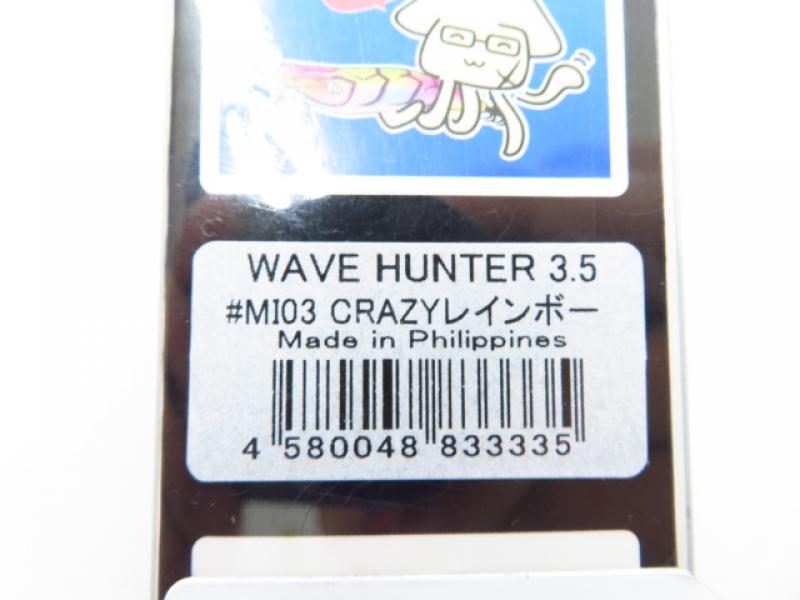 WAVE HUNTER 3.5
#MI03 CRAZYレインボー
Made in Philippines
4 580048 833335